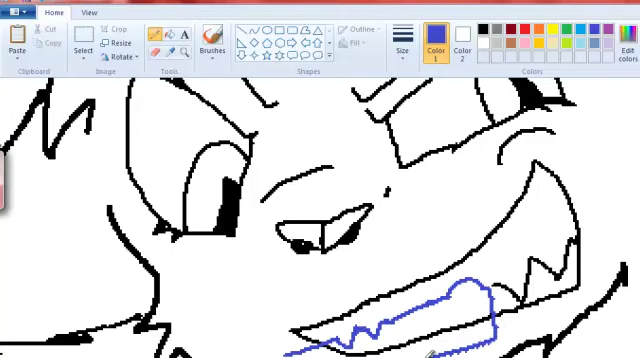 Home View
Paste
Cut
Copy
Clipboard
Select
Crop
Resize
Rotate
Image
A
Tools
Brushes
Shapes
Outline
Fill
Size
Color
1
Color
2
Colors
Edit
colors